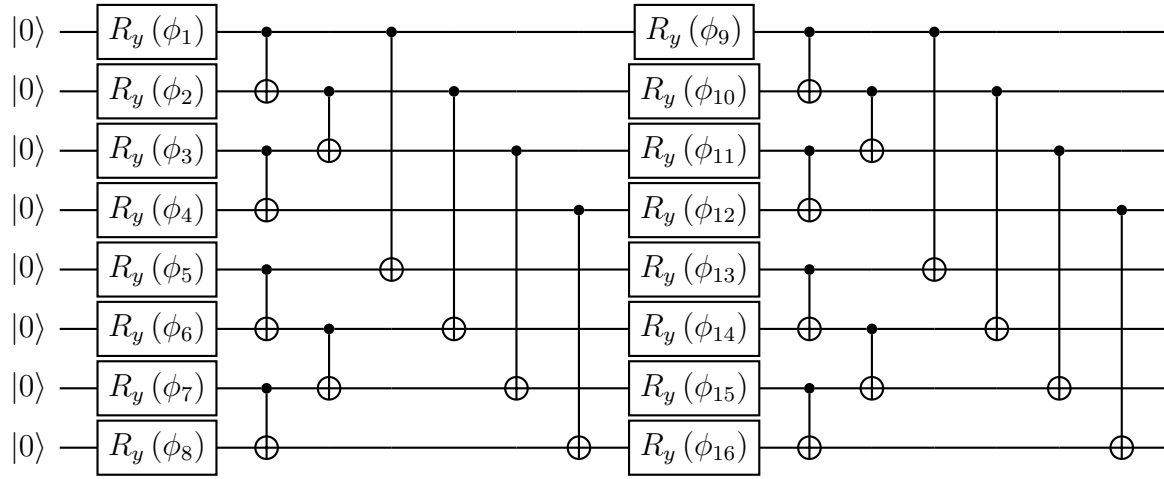 |0⟩ R_y (ϕ_1) R_y (ϕ_9)
|0⟩ R_y (ϕ_2) R_y (ϕ_10)
|0⟩ R_y (ϕ_3) R_y (ϕ_11)
|0⟩ R_y (ϕ_4) R_y (ϕ_12)
|0⟩ R_y (ϕ_5) R_y (ϕ_13)
|0⟩ R_y (ϕ_6) R_y (ϕ_14)
|0⟩ R_y (ϕ_7) R_y (ϕ_15)
|0⟩ R_y (ϕ_8) R_y (ϕ_16)